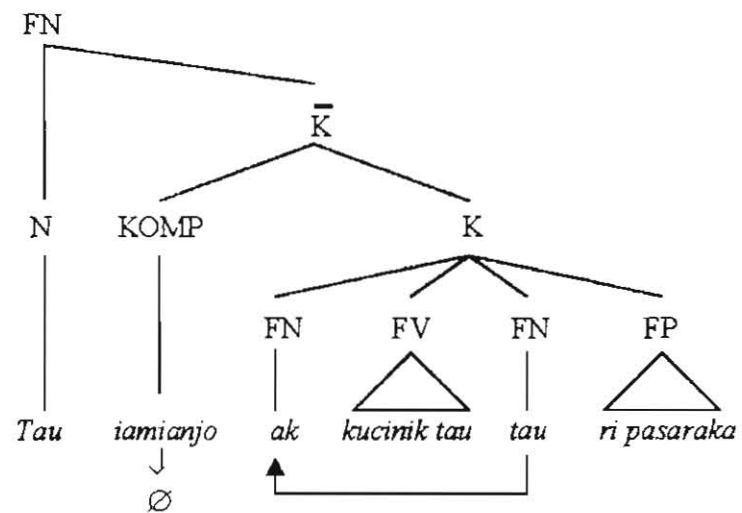 FN
K̄
N KOMP K
FN FV FN FP
Tau iamianjo ak kucinik tau tau ri pasaraka
∅